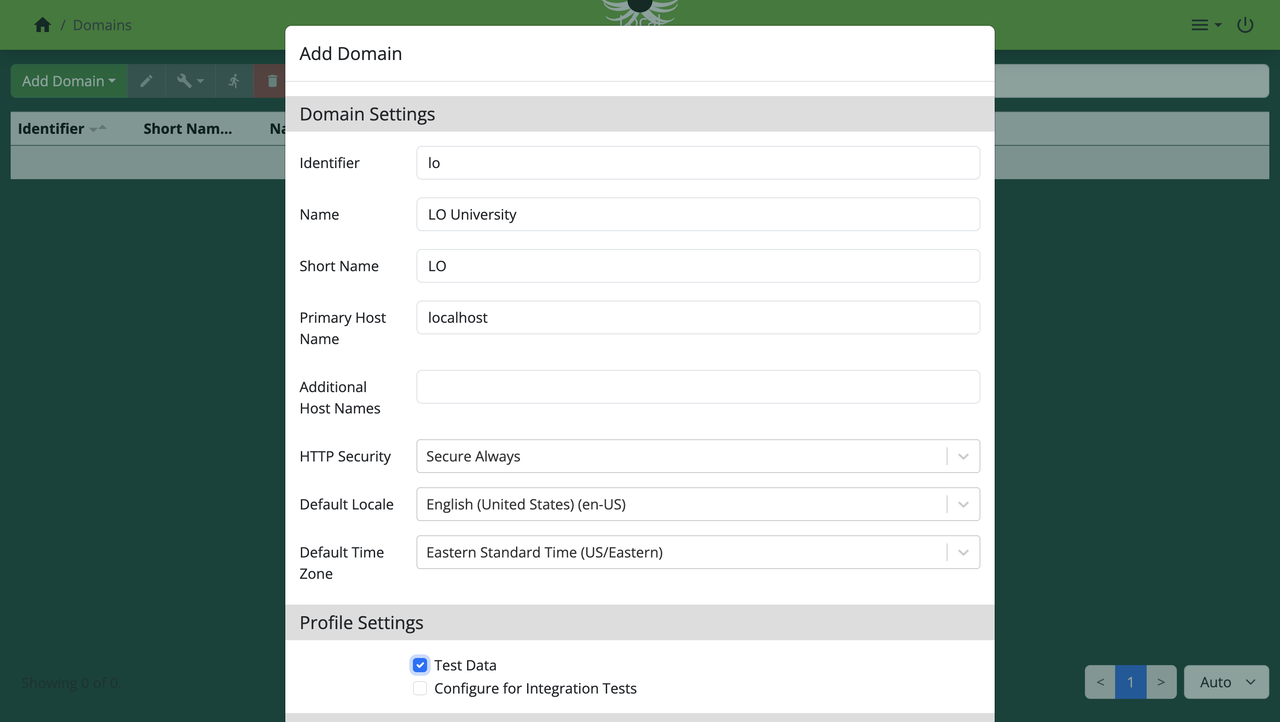 / Domains
Local
Add Domain
Add Domain
Identifier Short Nam... Na
Domain Settings
Identifier lo
Name LO University
Short Name LO
Primary Host Name localhost
Additional Host Names
HTTP Security Secure Always
Default Locale English (United States) (en-US)
Default Time Zone Eastern Standard Time (US/Eastern)
Profile Settings
Test Data
Configure for Integration Tests
Showing 0 of 0
< 1 > Auto